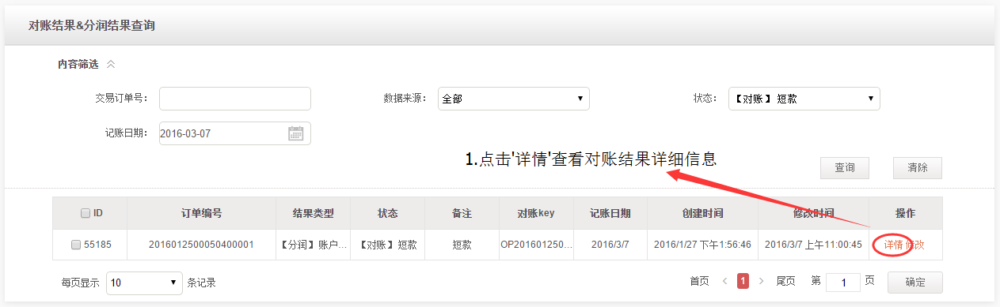 对账结果&分润结果查询
内容筛选
交易订单号： 数据来源： 全部 状态： 【对账】短款
记账日期： 2016-03-07
1.点击'详情'查看对账结果详细信息
查询 清除
ID 订单编号 结果类型 状态 备注 对账key 记账日期 创建时间 修改时间 操作
55185 2016012500050400001 【分润】账户... 【对账】短款 短款 OP201601250... 2016/3/7 2016/1/27 下午1:56:46 2016/3/7 上午11:00:45 详情 修改
每页显示 10 条记录 首页 < 1 > 尾页 第 1 页 确定